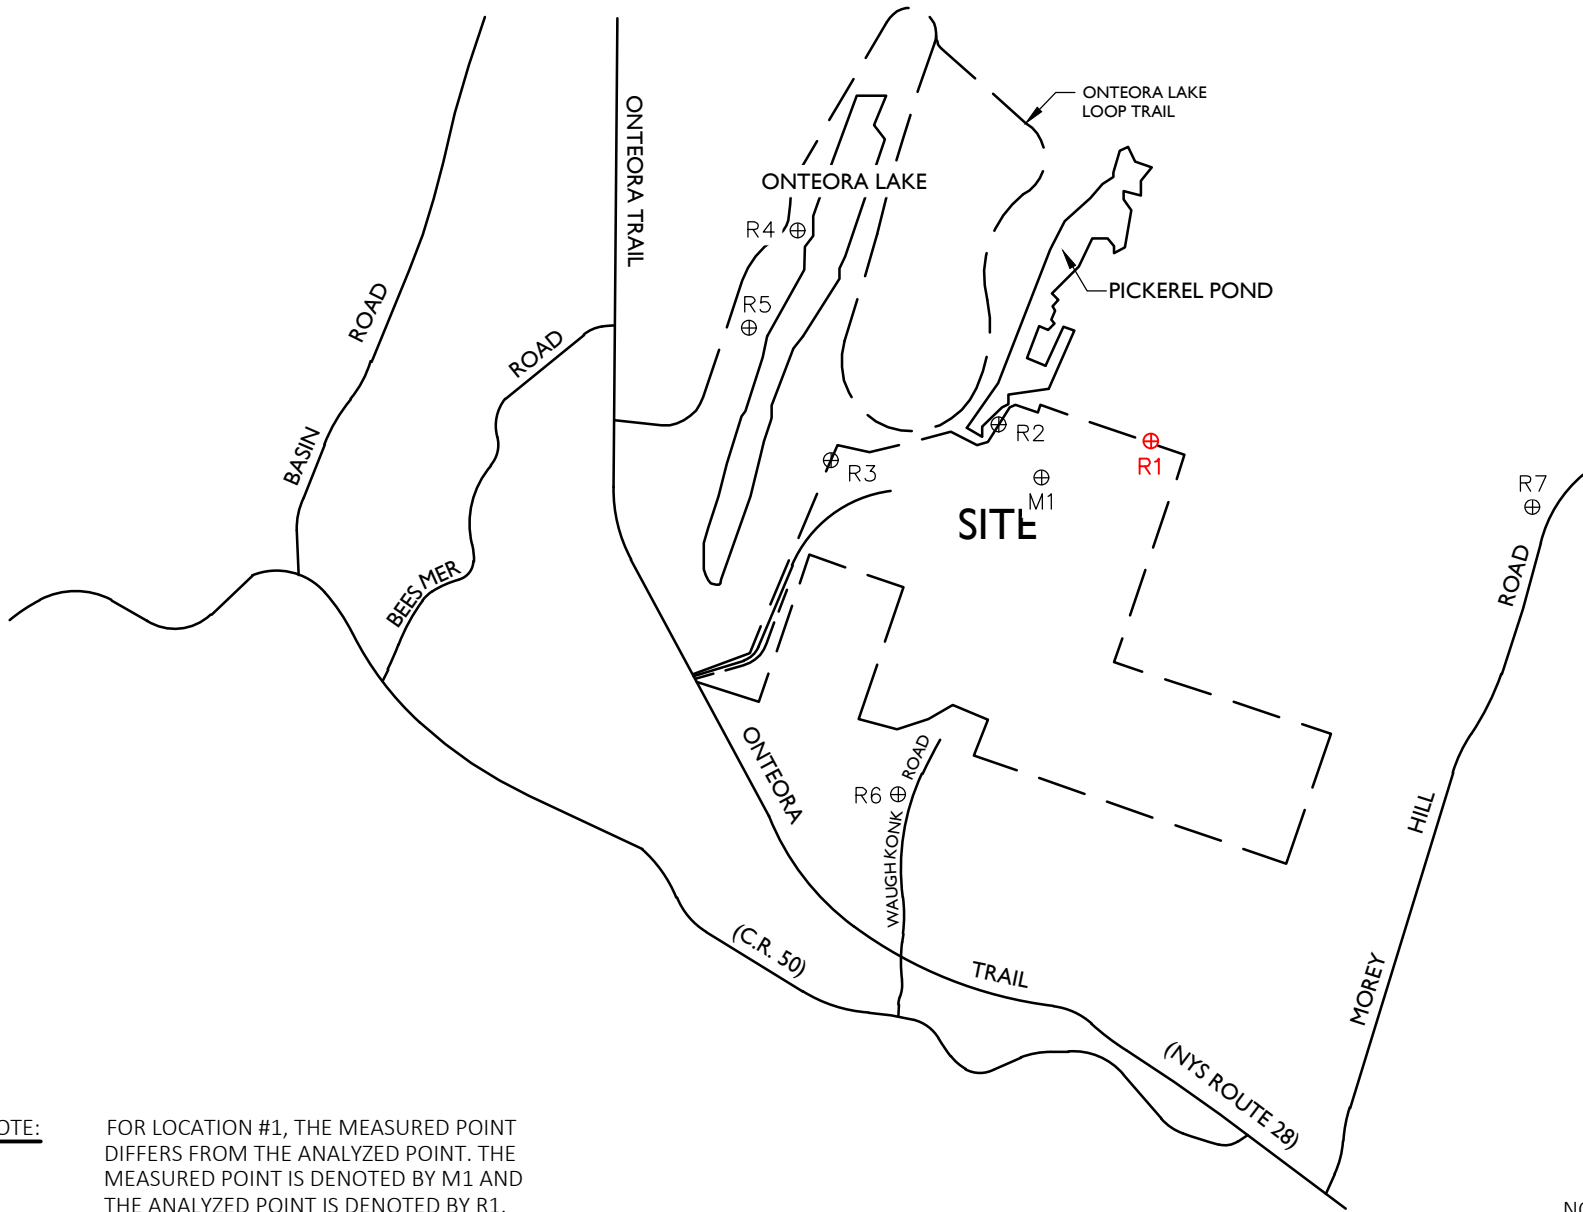 ONTEORA LAKE
LOOP TRAIL
ONTEORA TRAIL
ONTEORA LAKE
R4
PICKEREL POND
R5
ROAD
ROAD
R2
R1
R3
BASIN
M1
SITE
R7
ROAD
BEESMER
ONTEORA
ROAD
R6
WAUGHKONK
HILL
(C.R. 50)
TRAIL
MOREY
(NYS ROUTE 28)
OTE:
FOR LOCATION #1, THE MEASURED POINT
DIFFERS FROM THE ANALYZED POINT. THE
MEASURED POINT IS DENOTED BY M1 AND
THE ANALYZED POINT IS DENOTED BY R1.